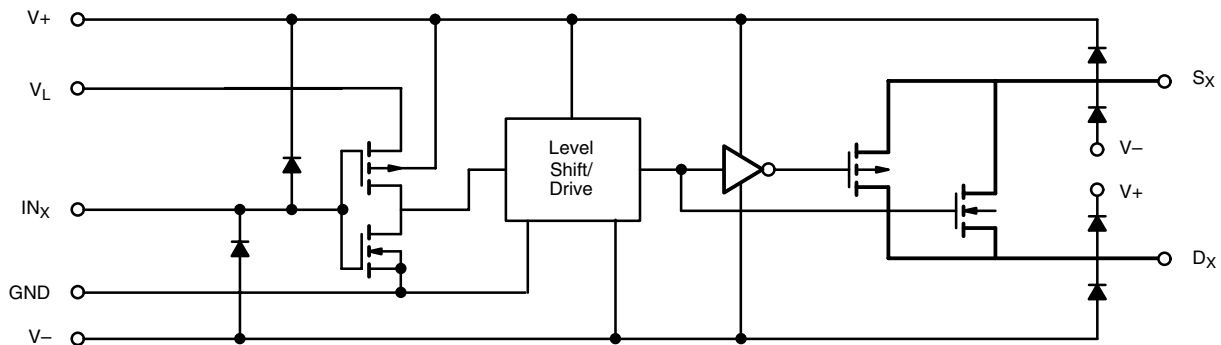 V+
VL
INX
GND
V−
Level
Shift/
Drive
SX
V−
V+
DX